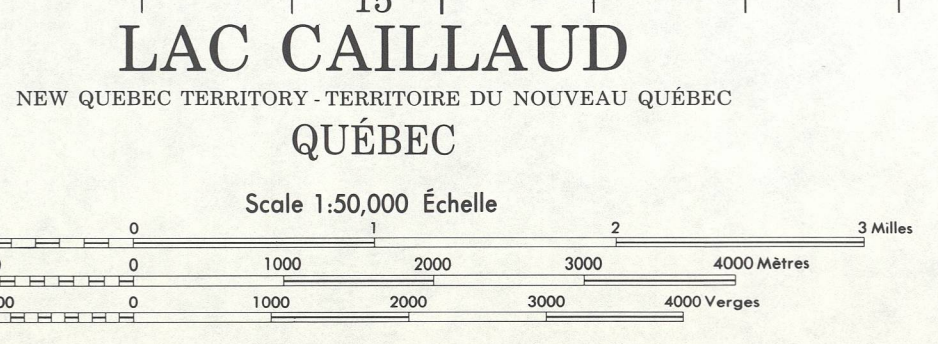 15
LAC CAILLAUD
NEW QUEBEC TERRITORY - TERRITOIRE DU NOUVEAU QUÉBEC
QUÉBEC
Scale 1:50,000 Échelle
0 1 2 3 Milles
0 1000 2000 3000 4000 Mètres
0 1000 2000 3000 4000 Verges